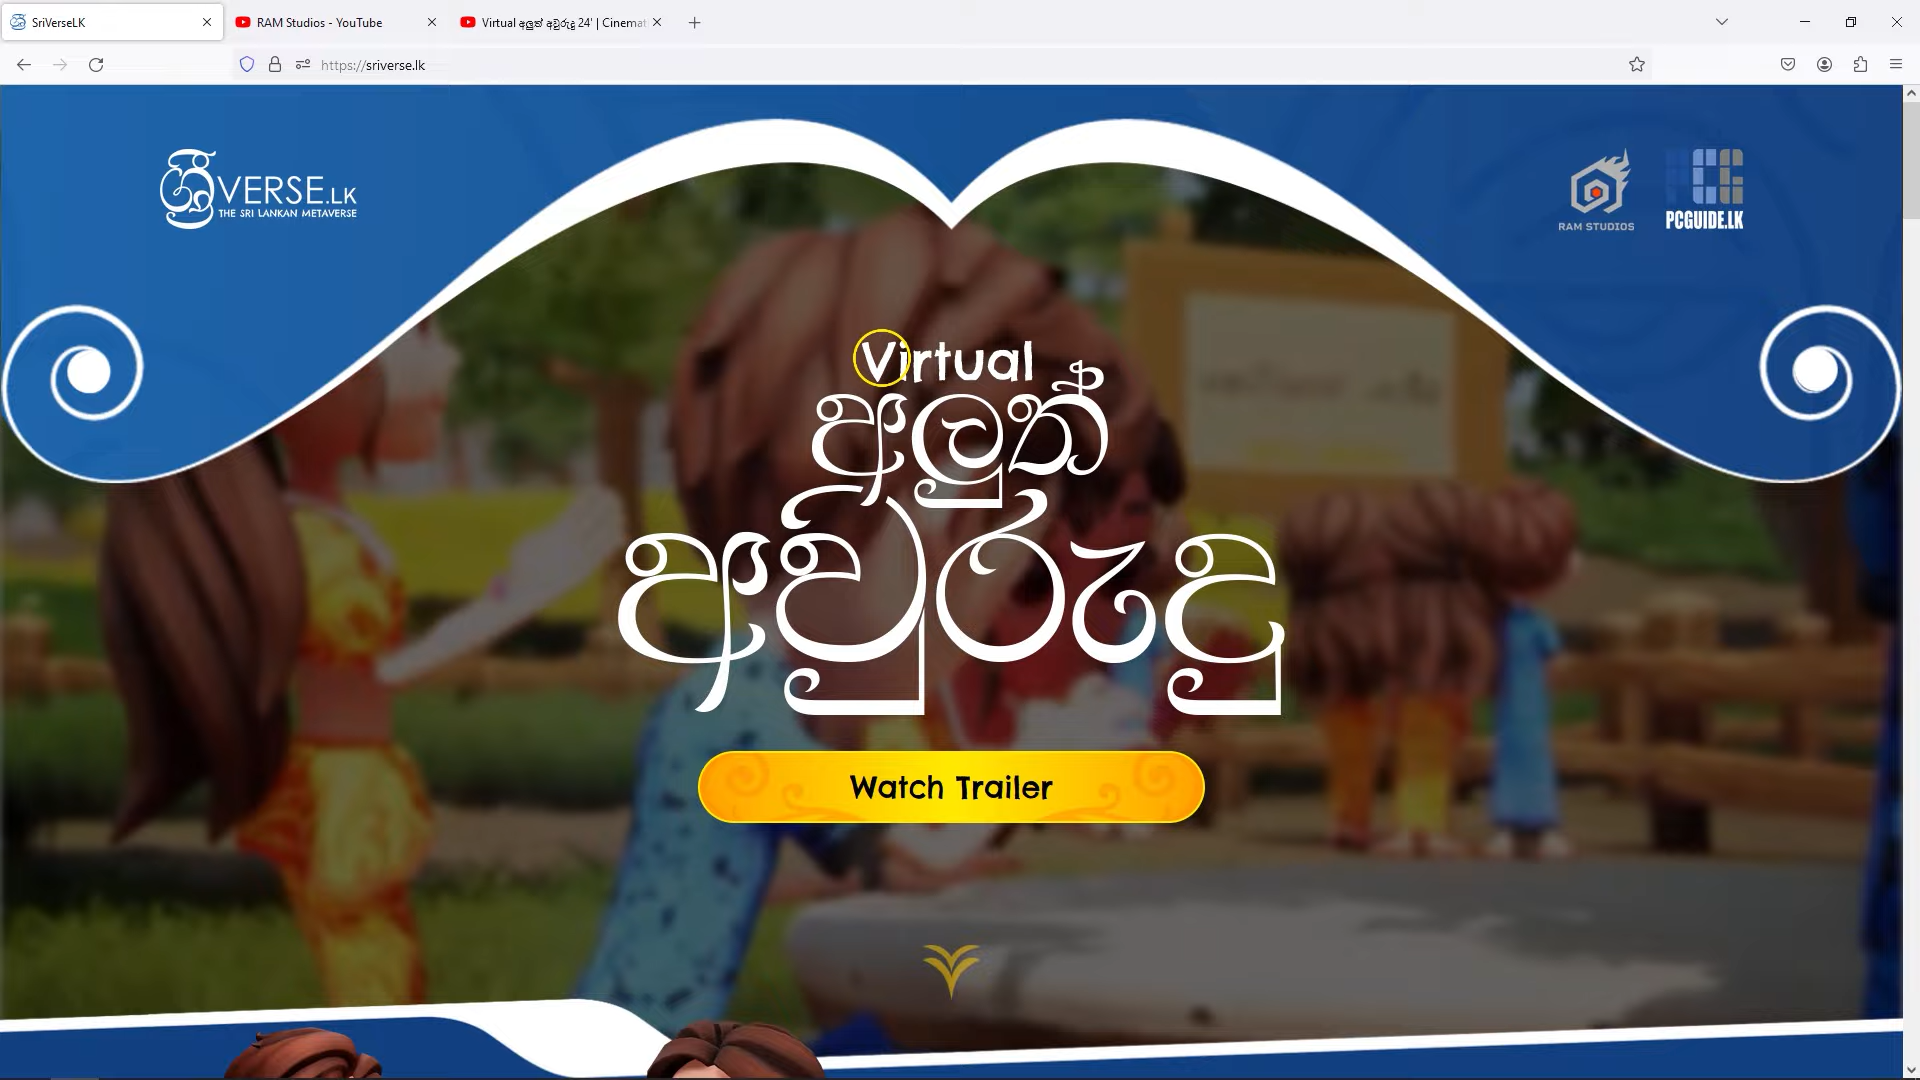 SriVerseLK
RAM Studios - YouTube
Virtual අලුත් අවුරුදු 24' | Cinemat
https://sriverse.lk
ශ්‍රීVERSE.LK
THE SRI LANKAN METAVERSE
RAM STUDIOS
PCG
PCGUIDE.LK
Virtual
අලුත්
අවුරුදු
Watch Trailer